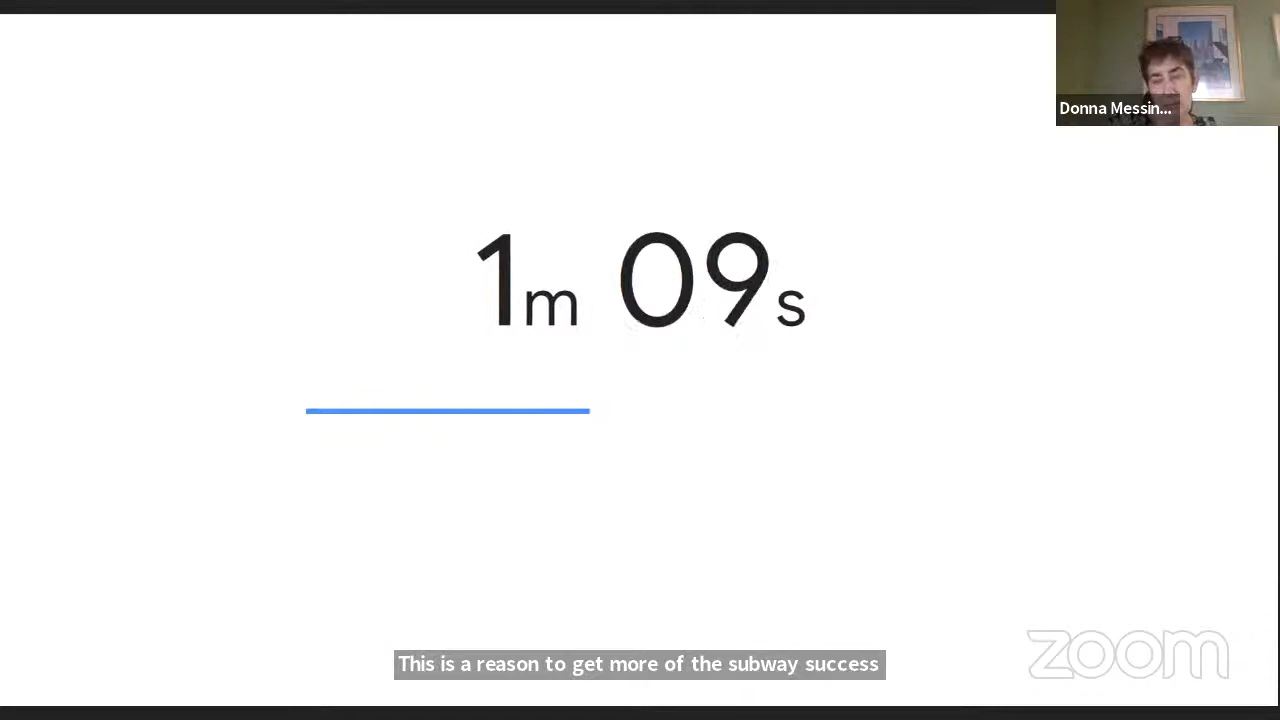 Donna Messin...
1m 09s
This is a reason to get more of the subway success
zoom